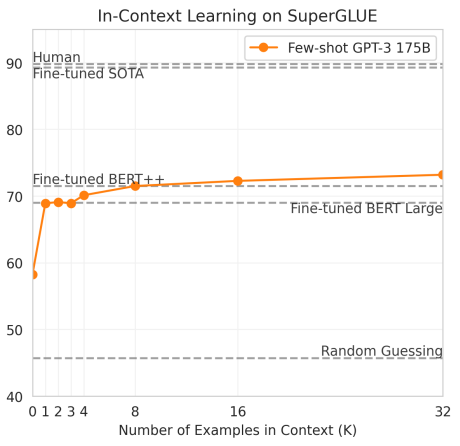 In-Context Learning on SuperGLUE
Few-shot GPT-3 175B
90
Human
Fine-tuned SOTA
80
Fine-tuned BERT++
70
Fine-tuned BERT Large
60
50
Random Guessing
40
0 1 2 3 4 8 16 32
Number of Examples in Context (K)